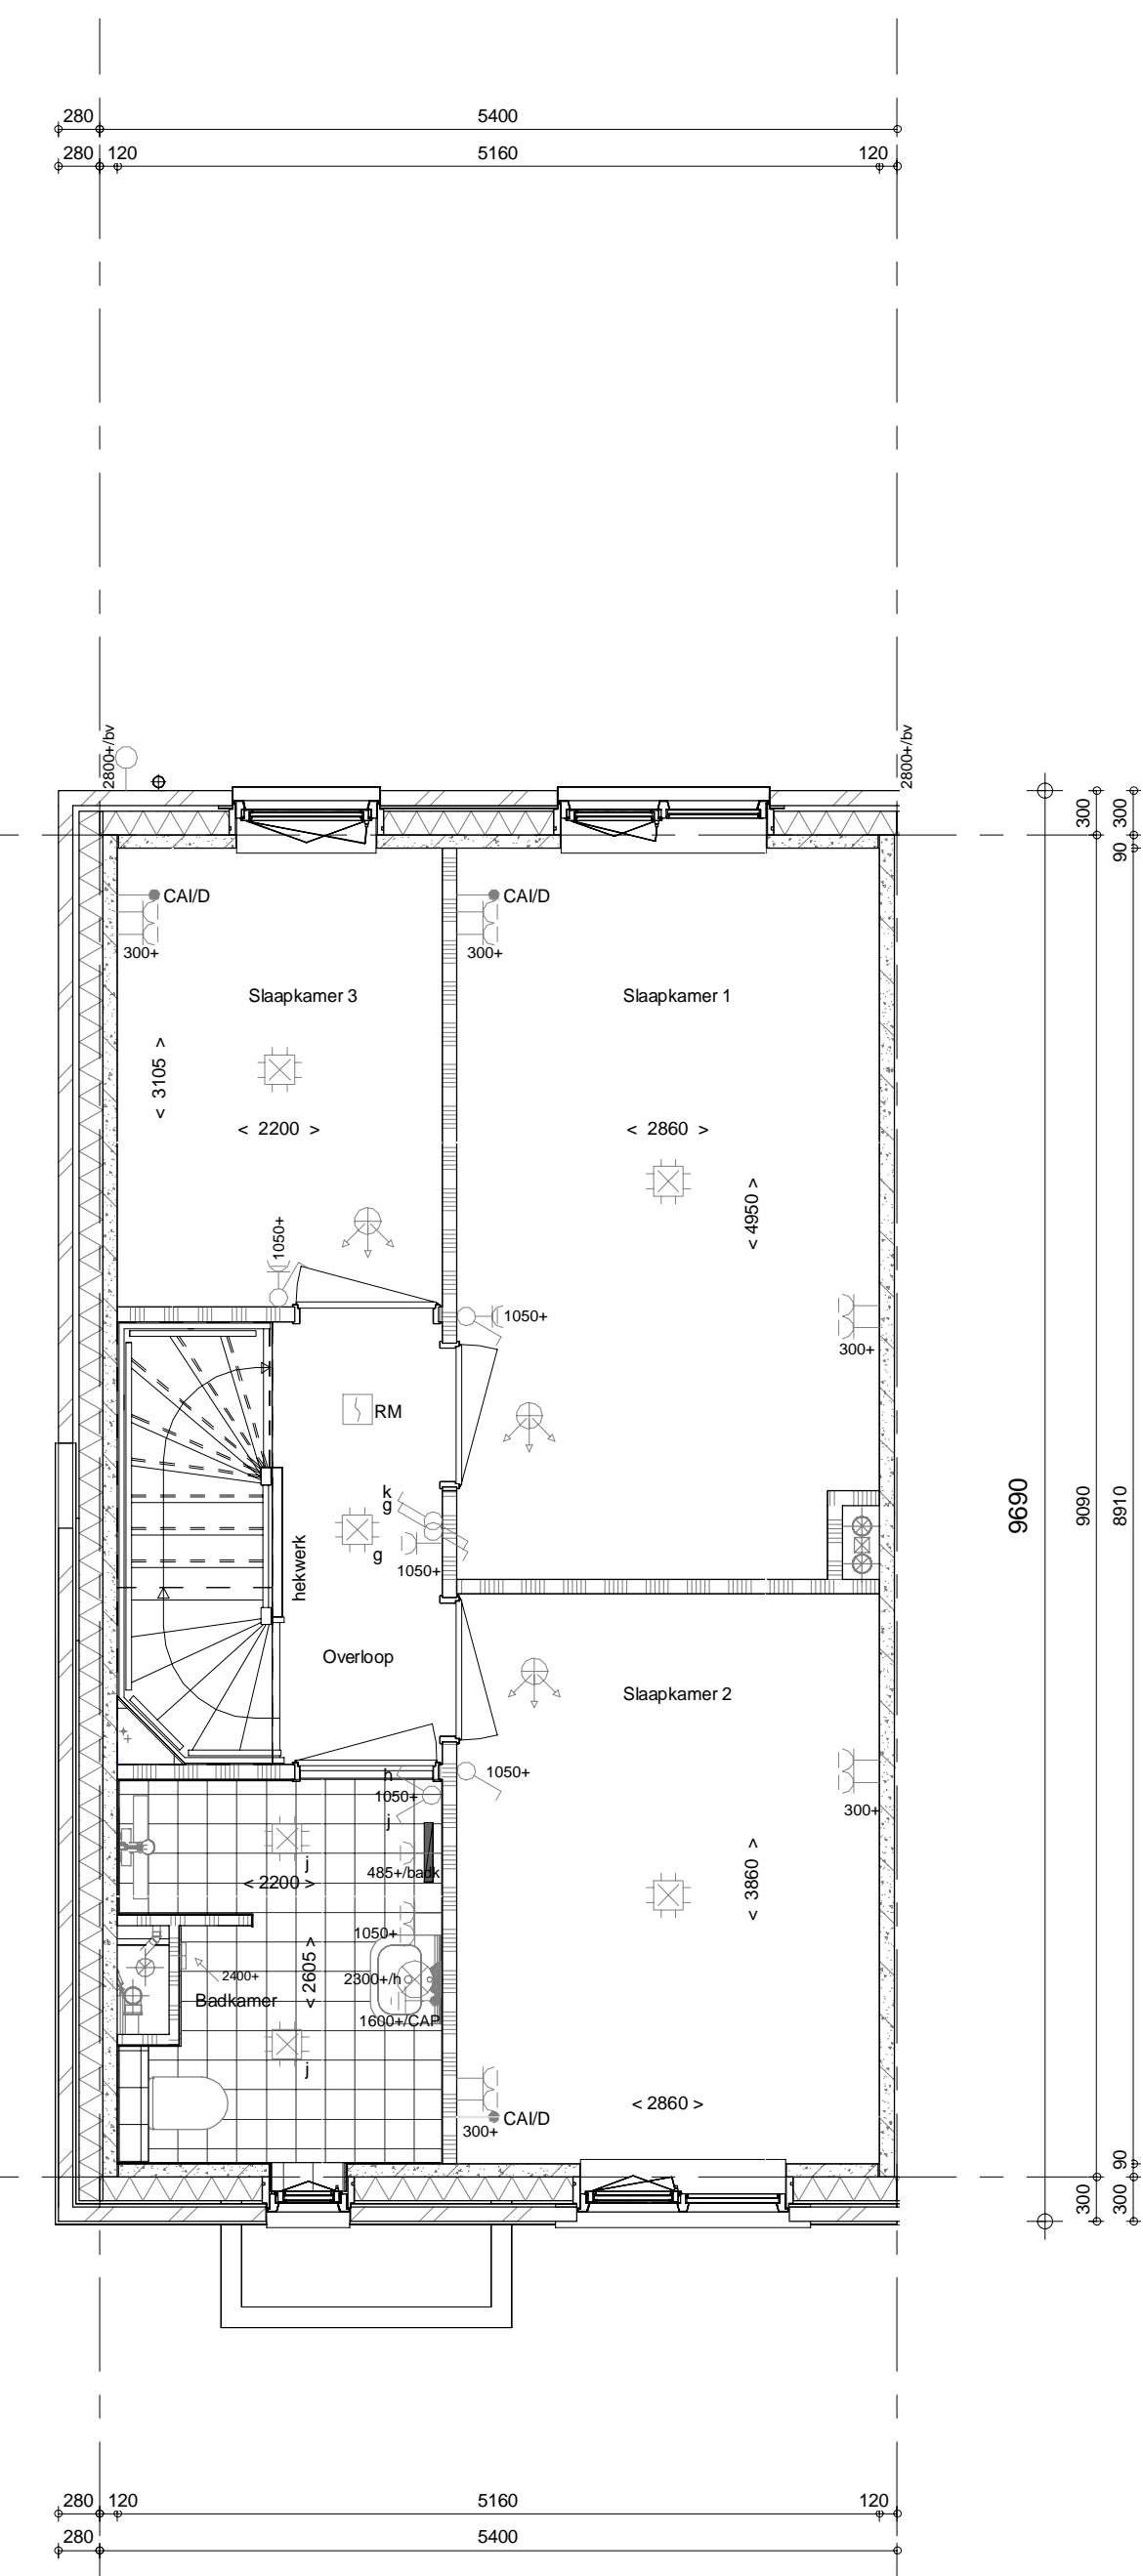 280 5400
280 120 5160 120
2800+/bv
2800+/bv
300 300
90
CAI/D
300+
CAI/D
300+
Slaapkamer 3
Slaapkamer 1
< 3105 >
< 2200 >
< 2860 >
< 4950 >
1050+
1050+
300+
RM
k
g
g
1050+
hekwerk
9690
9090
8910
Overloop
Slaapkamer 2
h
1050+
j
1050+
300+
j
485+/badk
< 2200 >
< 3860 >
1050+
< 2605 >
2400+
2300+/h
Badkamer
1600+/CAP
j
< 2860 >
CAI/D
300+
90
300 300
280 120 5160 120
280 5400